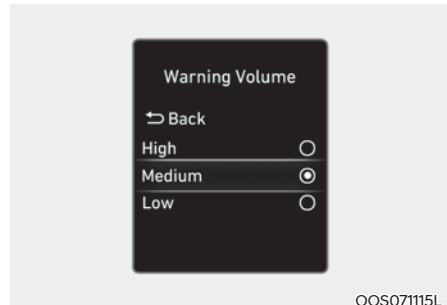 Warning Volume
Back
High
Medium
Low
OOS071115L